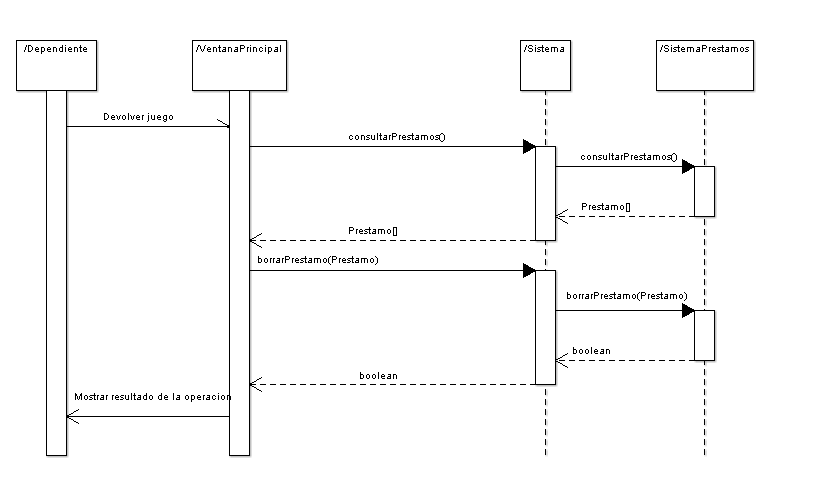 /Dependiente
/VentanaPrincipal
/Sistema
/SistemaPrestamos
Devolver juego
consultarPrestamos()
consultarPrestamos()
Prestamo[]
Prestamo[]
borrarPrestamo(Prestamo)
borrarPrestamo(Prestamo)
boolean
boolean
Mostrar resultado de la operacion